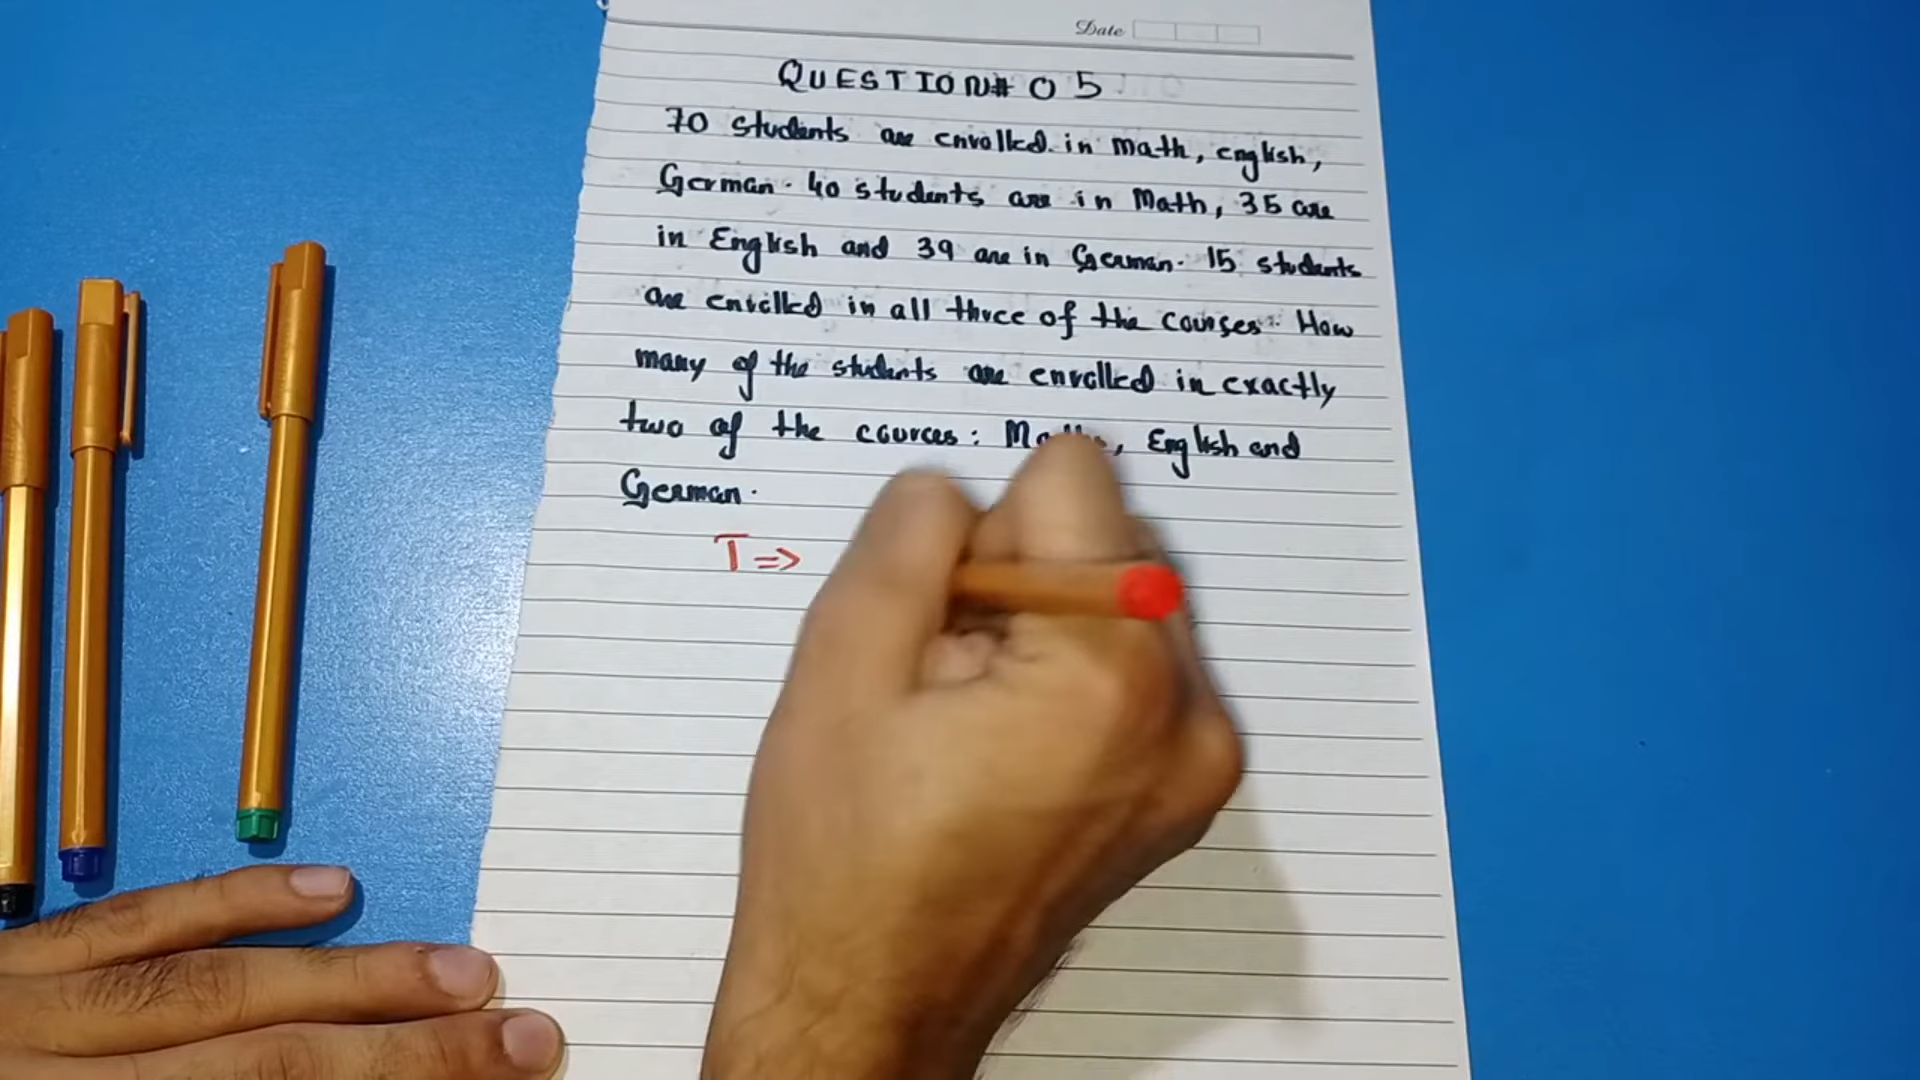 Date
QUESTION# 05
70 students are enrolled in math, english,
German. 40 students are in Math, 35 are
in English and 39 are in German. 15 students
are enrolled in all three of the courses. How
many of the students are enrolled in exactly
two of the cources: , English and
German.
T =>